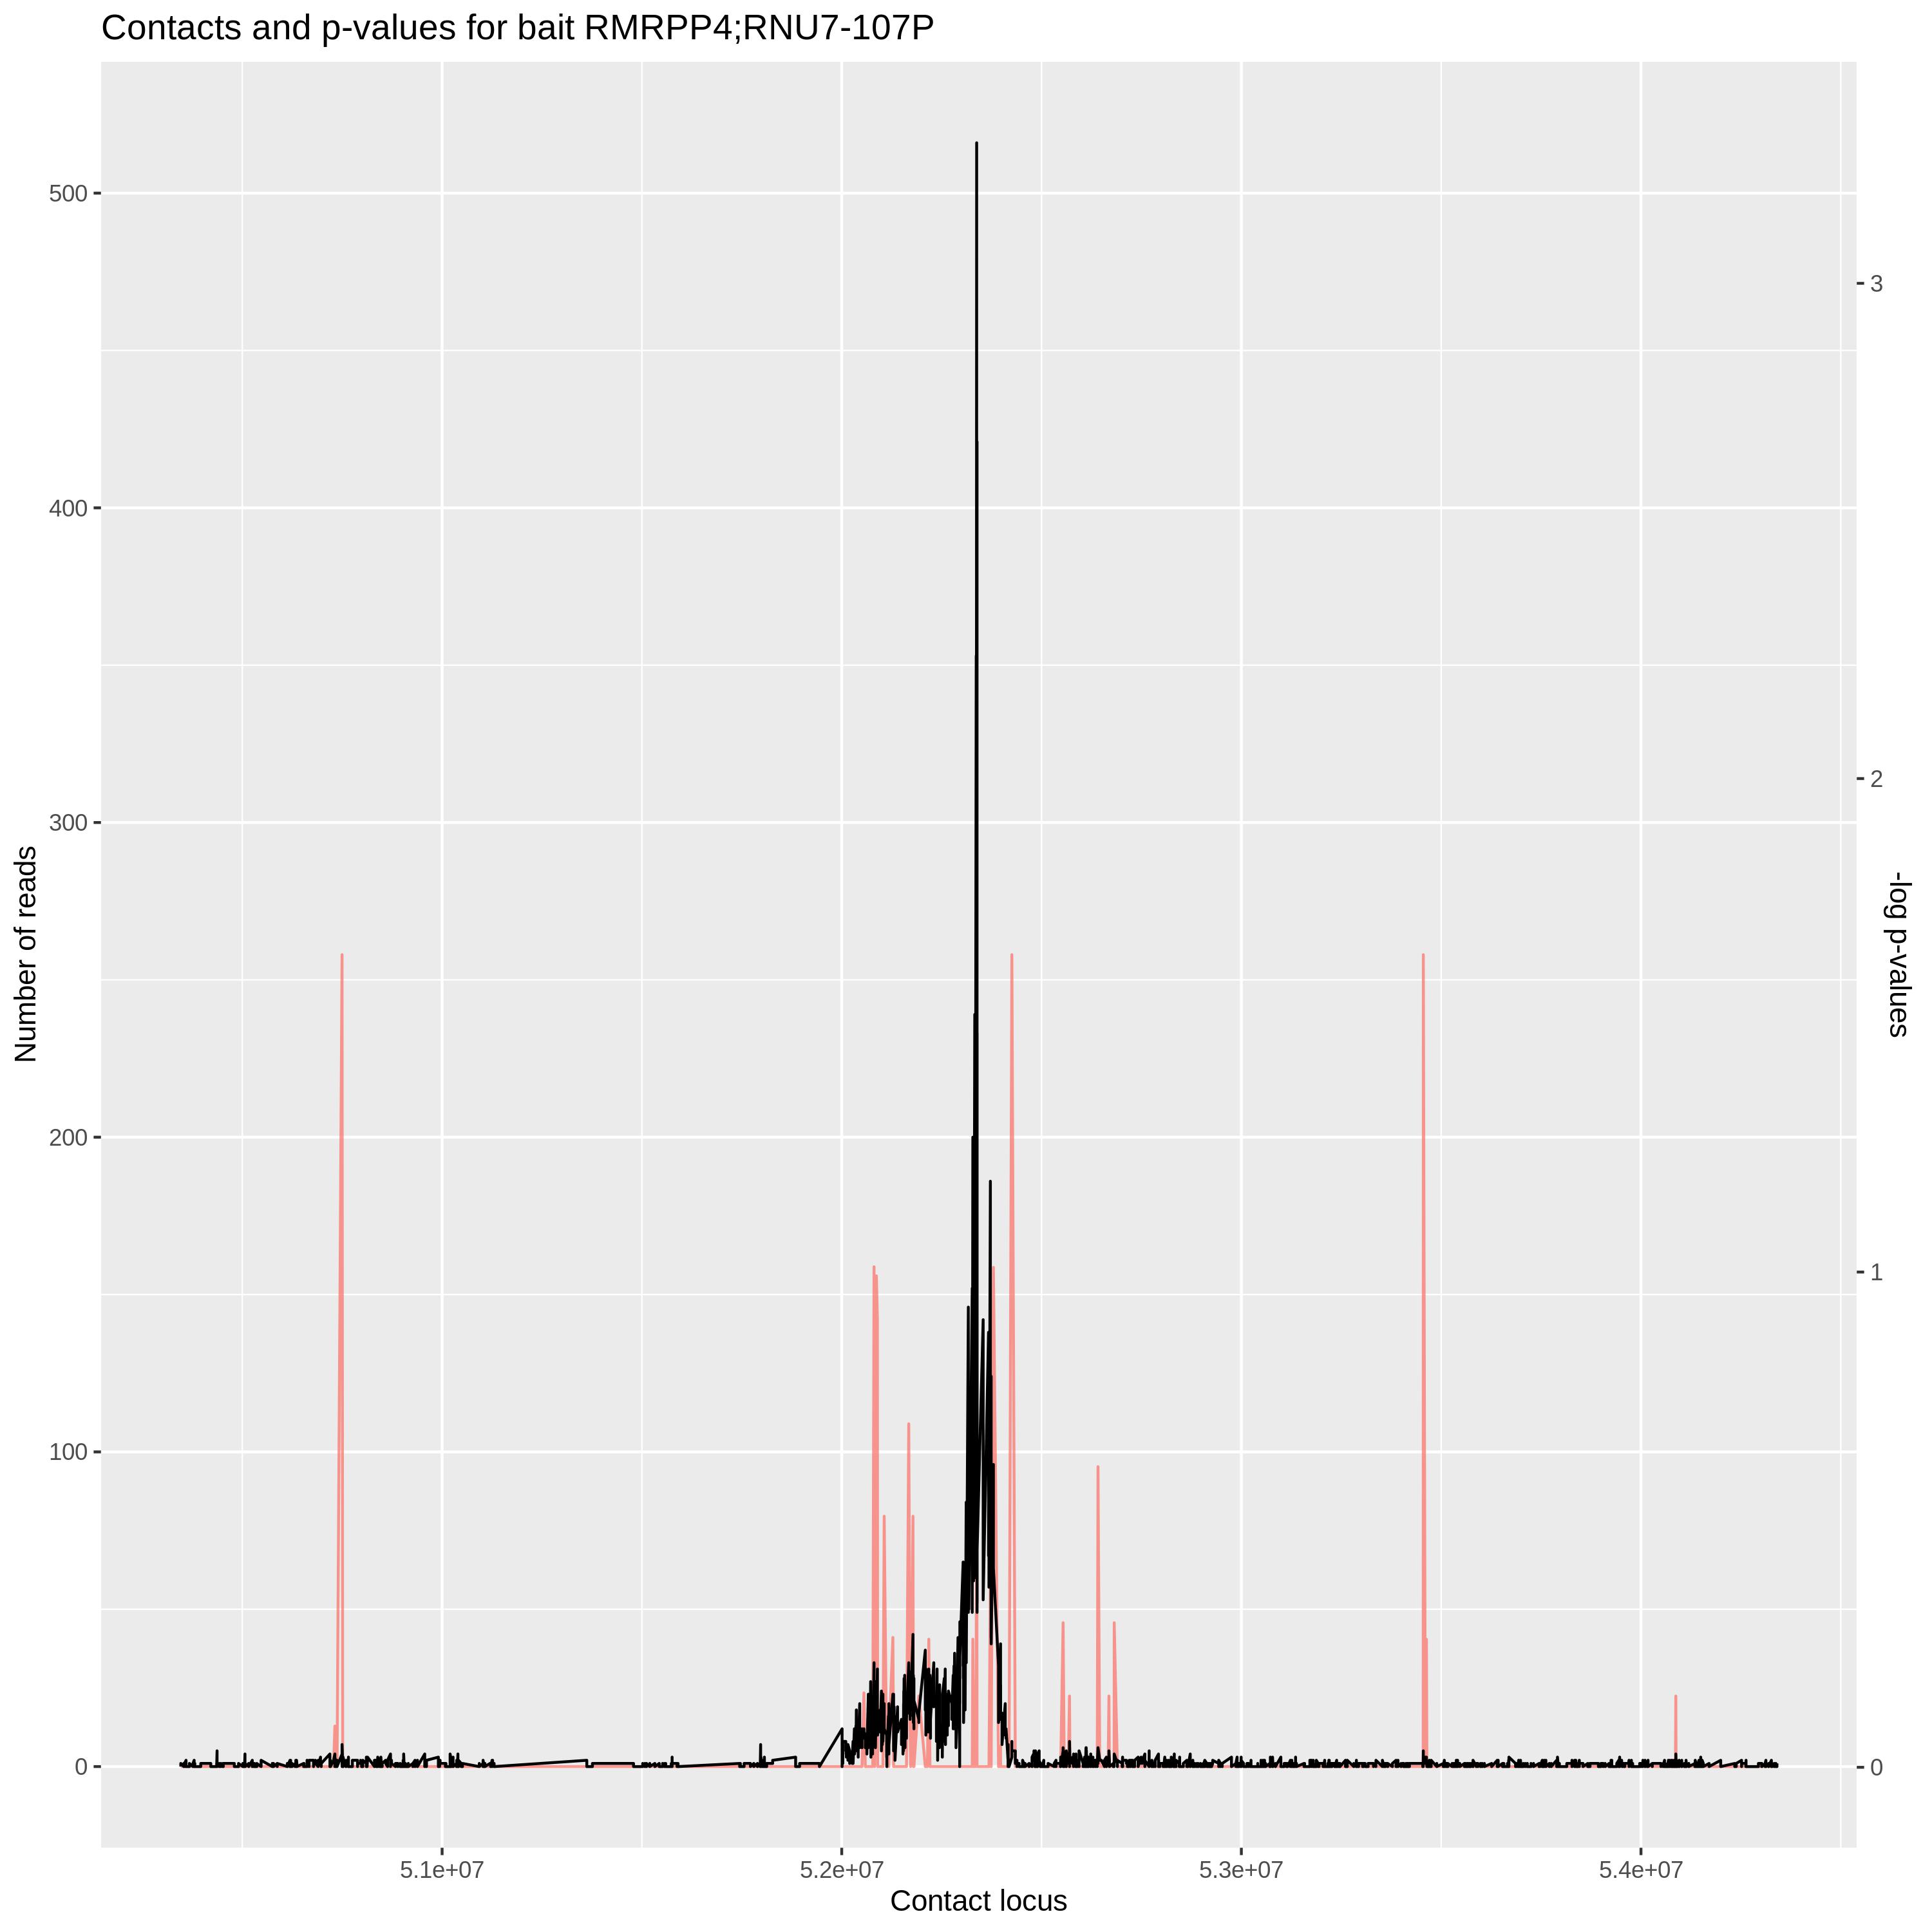 Contacts and p-values for bait RMRPP4;RNU7-107P
500
400
300
200
100
0
Number of reads
3
2
1
0
-log p-values
5.1e+07
5.2e+07
5.3e+07
5.4e+07
Contact locus